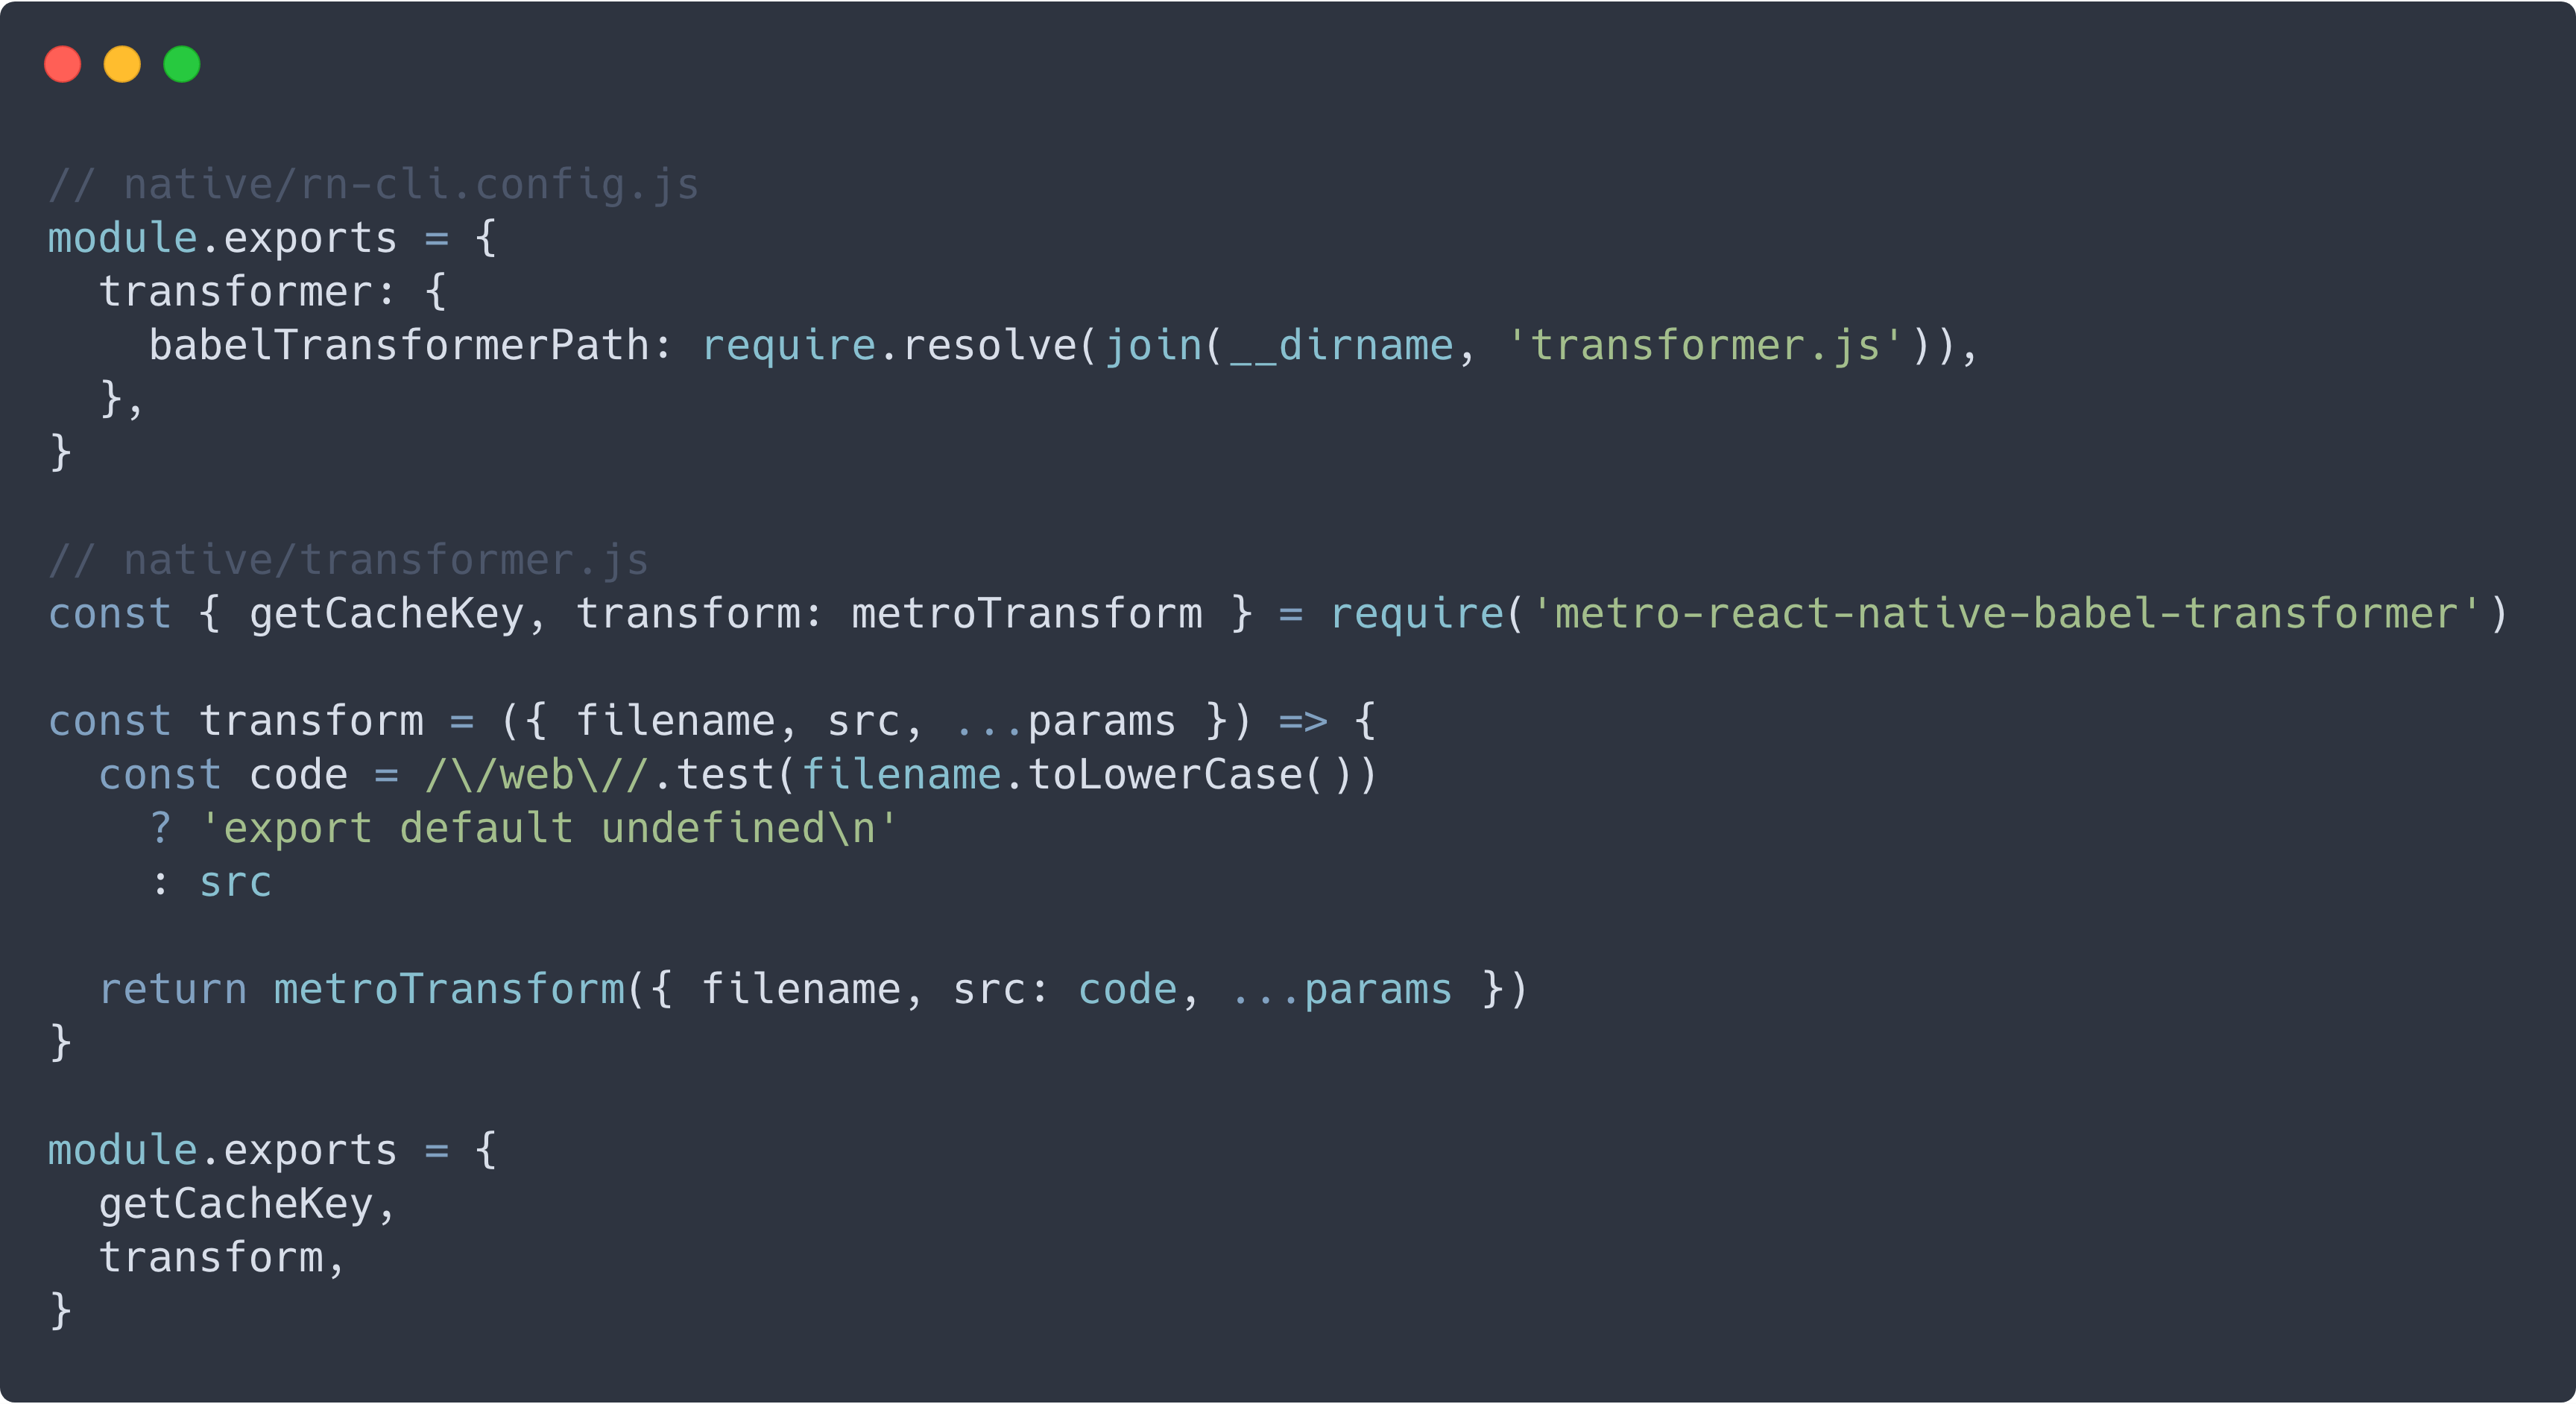 // native/rn-cli.config.js
module.exports = {
  transformer: {
    babelTransformerPath: require.resolve(join(__dirname, 'transformer.js')),
  },
}

// native/transformer.js
const { getCacheKey, transform: metroTransform } = require('metro-react-native-babel-transformer')

const transform = ({ filename, src, ...params }) => {
  const code = /\/web\//.test(filename.toLowerCase())
    ? 'export default undefined\n'
    : src

  return metroTransform({ filename, src: code, ...params })
}

module.exports = {
  getCacheKey,
  transform,
}